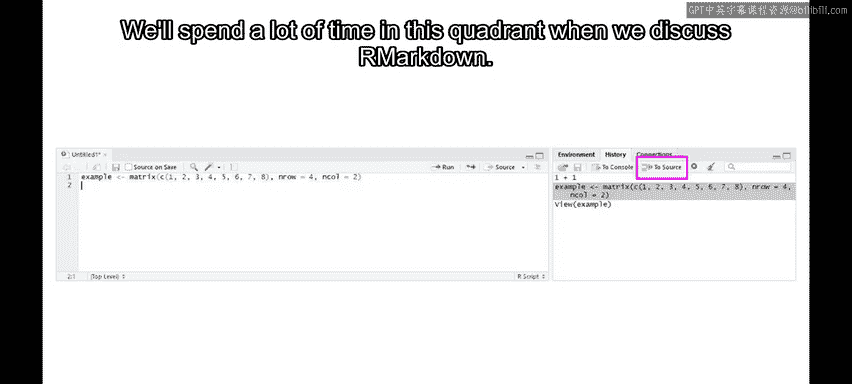 GPT中英字幕课程资源@bilibili.com
We'll spend a lot of time in this quadrant when we discuss
RMarkdown.
Untitled1*
Source on Save
Run
Source
1 example <- matrix(c(1, 2, 3, 4, 5, 6, 7, 8), nrow = 4, ncol = 2)
2
2:1 (Top Level) R Script
Environment History Connections
To Console To Source
1 + 1
example <- matrix(c(1, 2, 3, 4, 5, 6, 7, 8), nrow = 4,
ncol = 2)
View(example)